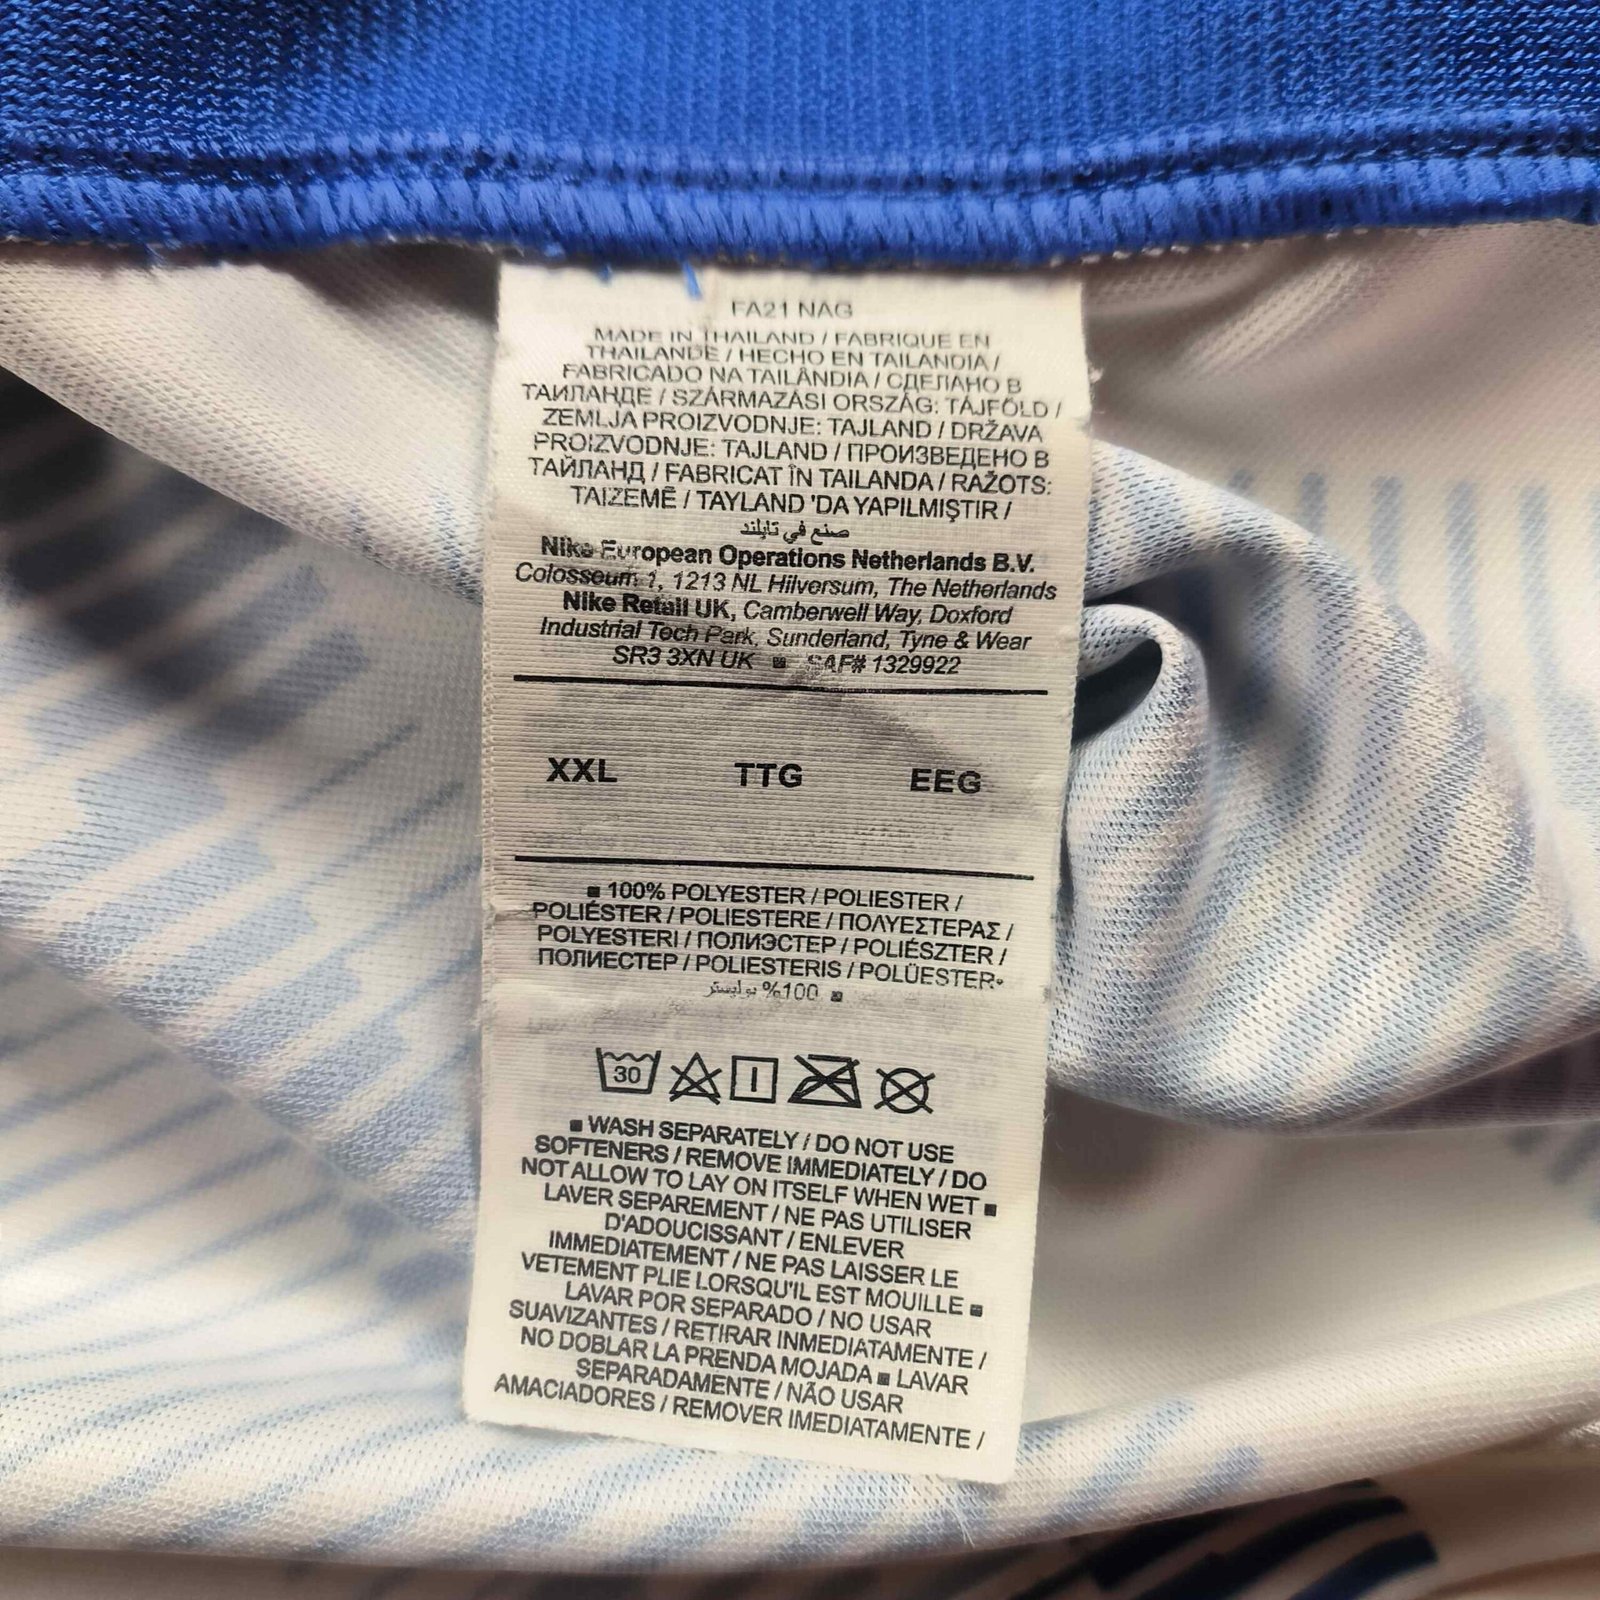 FA21 NAG
MADE IN THAILAND / FABRIQUE EN
THAILANDE / HECHO EN TAILANDIA /
FABRICADO NA TAILÂNDIA / СДЕЛАНО В
ТАИЛАНДЕ / SZÁRMAZÁSI ORSZÁG: TÁJFÖLD /
ZEMLJA PROIZVODNJE: TAJLAND / DRŽAVA
PROIZVODNJE: TAJLAND / ПРОИЗВЕДЕНО В
ТАЙЛАНД / FABRICAT ÎN TAILANDA / RAŽOTS:
TAIZEMĒ / TAYLAND 'DA YAPILMIŞTIR /
صنع في تايلند
Nike European Operations Netherlands B.V.
Colosseum 1, 1213 NL Hilversum, The Netherlands
Nike Retail UK, Camberwell Way, Doxford
Industrial Tech Park, Sunderland, Tyne & Wear
SR3 3XN UK ■ SAF# 1329922
XXL TTG EEG
■ 100% POLYESTER / POLIESTER /
POLIÉSTER / POLIESTERE / ΠΟΛΥΕΣΤΕΡΑΣ /
POLYESTERI / ПОЛИЭСТЕР / POLIÉSZTER /
ПОЛИЕСТЕР / POLIESTERIS / POLÜESTER
100% بوليستر ■
30
■ WASH SEPARATELY / DO NOT USE
SOFTENERS / REMOVE IMMEDIATELY / DO
NOT ALLOW TO LAY ON ITSELF WHEN WET ■
LAVER SEPAREMENT / NE PAS UTILISER
D'ADOUCISSANT / ENLEVER
IMMEDIATEMENT / NE PAS LAISSER LE
VETEMENT PLIE LORSQU'IL EST MOUILLE ■
LAVAR POR SEPARADO / NO USAR
SUAVIZANTES / RETIRAR INMEDIATAMENTE /
NO DOBLAR LA PRENDA MOJADA ■ LAVAR
SEPARADAMENTE / NÃO USAR
AMACIADORES / REMOVER IMEDIATAMENTE /